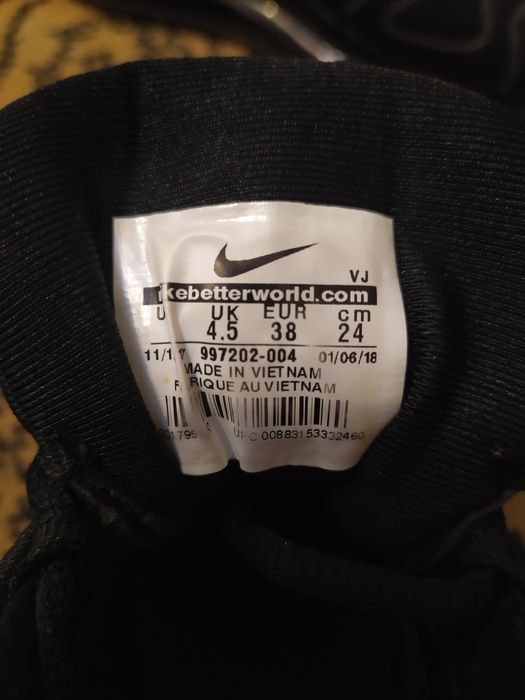 VJ
kebetterworld.com
UK EUR cm
4.5 38 24
997202-004 01/06/18
MADE IN VIETNAM
AU VIETNAM
UPC 00883153332460